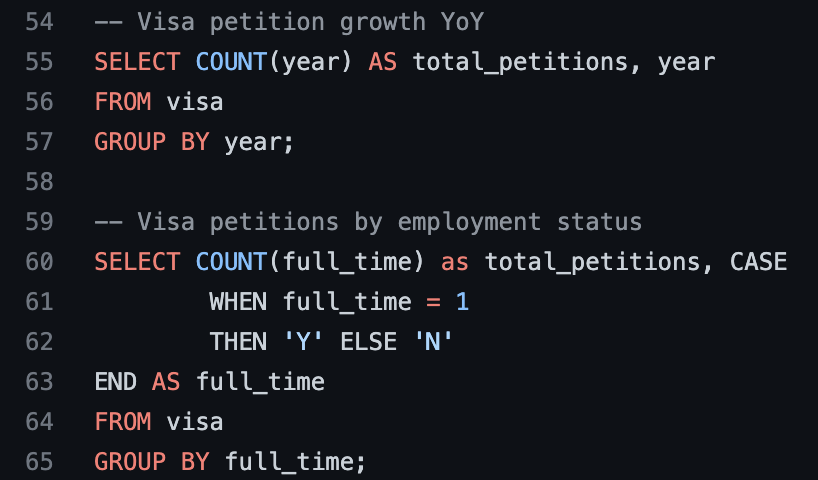 54 -- Visa petition growth YoY
55 SELECT COUNT(year) AS total_petitions, year
56 FROM visa
57 GROUP BY year;
58
59 -- Visa petitions by employment status
60 SELECT COUNT(full_time) as total_petitions, CASE
61         WHEN full_time = 1
62         THEN 'Y' ELSE 'N'
63 END AS full_time
64 FROM visa
65 GROUP BY full_time;